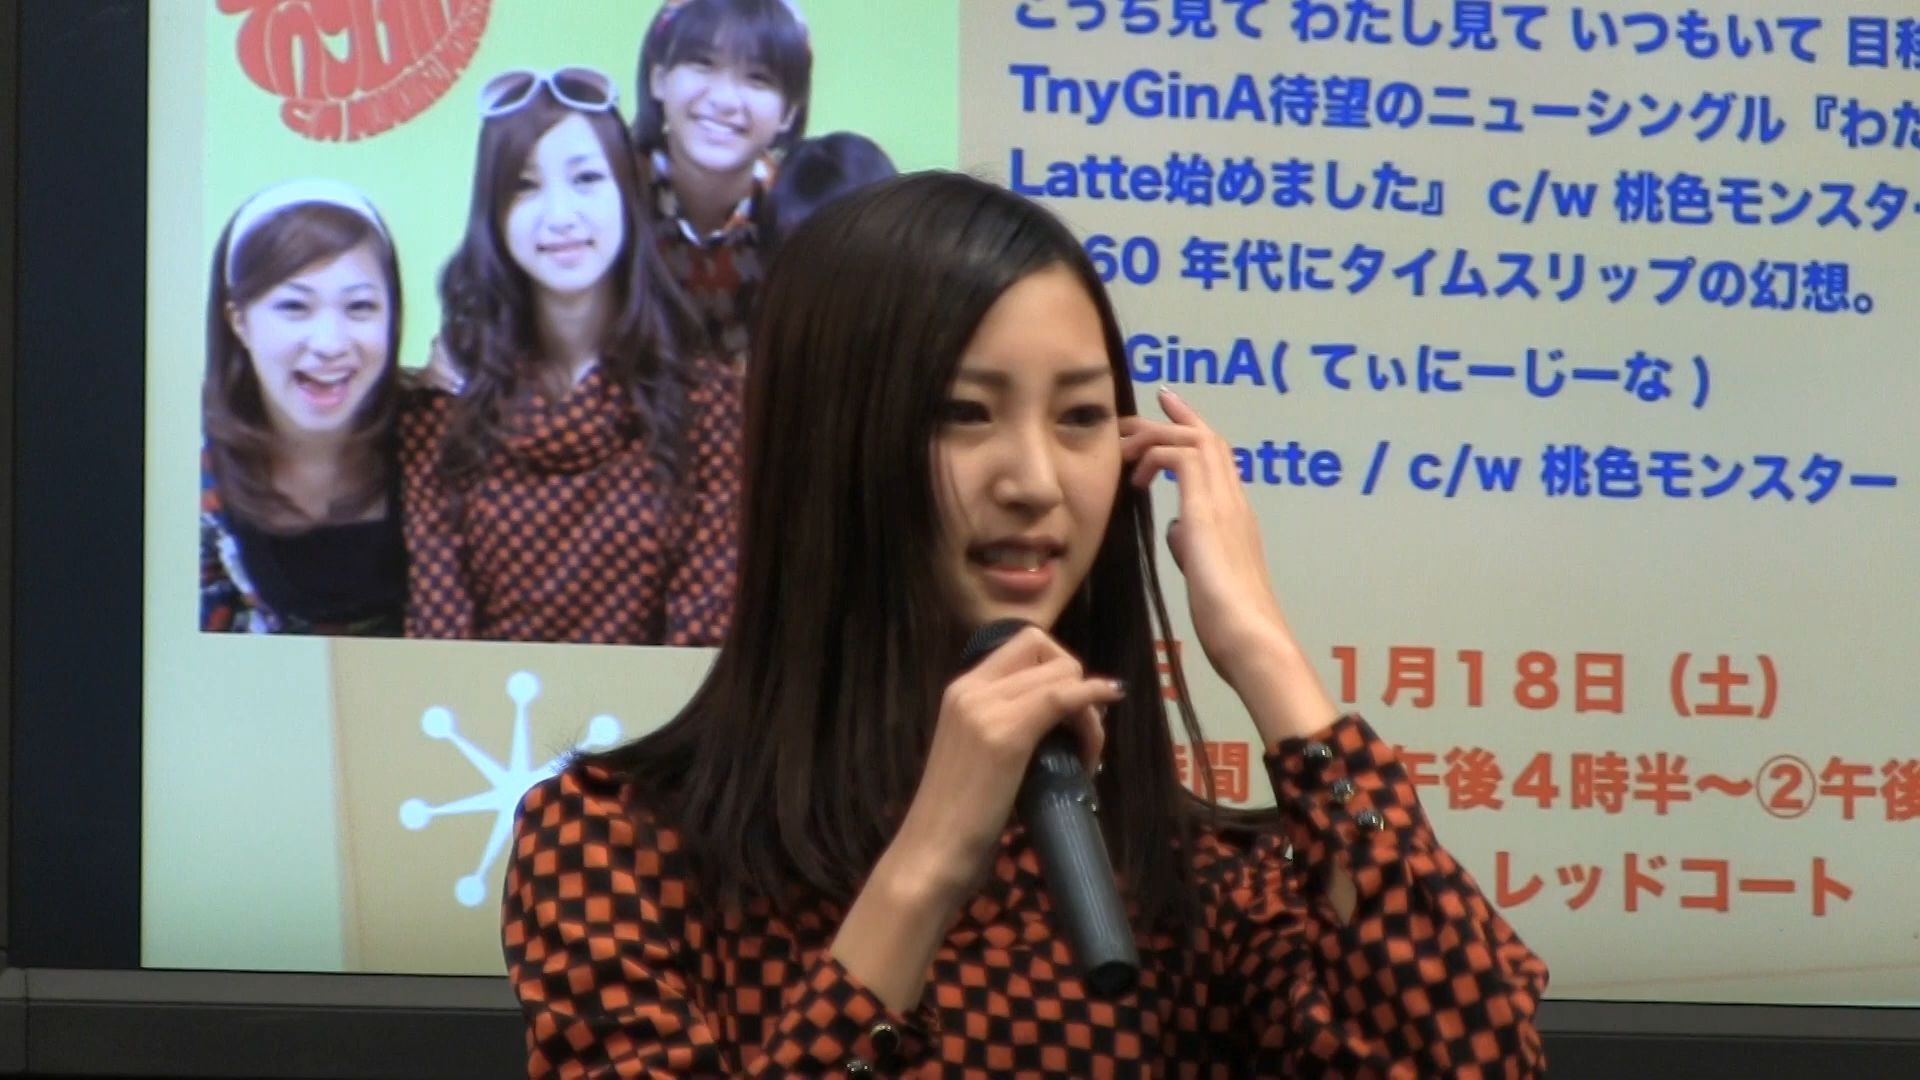 こっち見て わたし見て いつもいて 目移
TnyGinA待望のニューシングル『わた
Latte始めました』 c/w 桃色モンスター
60 年代にタイムスリップの幻想。
GinA( てぃにーじーな )
atte / c/w 桃色モンスター
日 1月18日（土）
時間 午後4時半～②午後
レッドコート